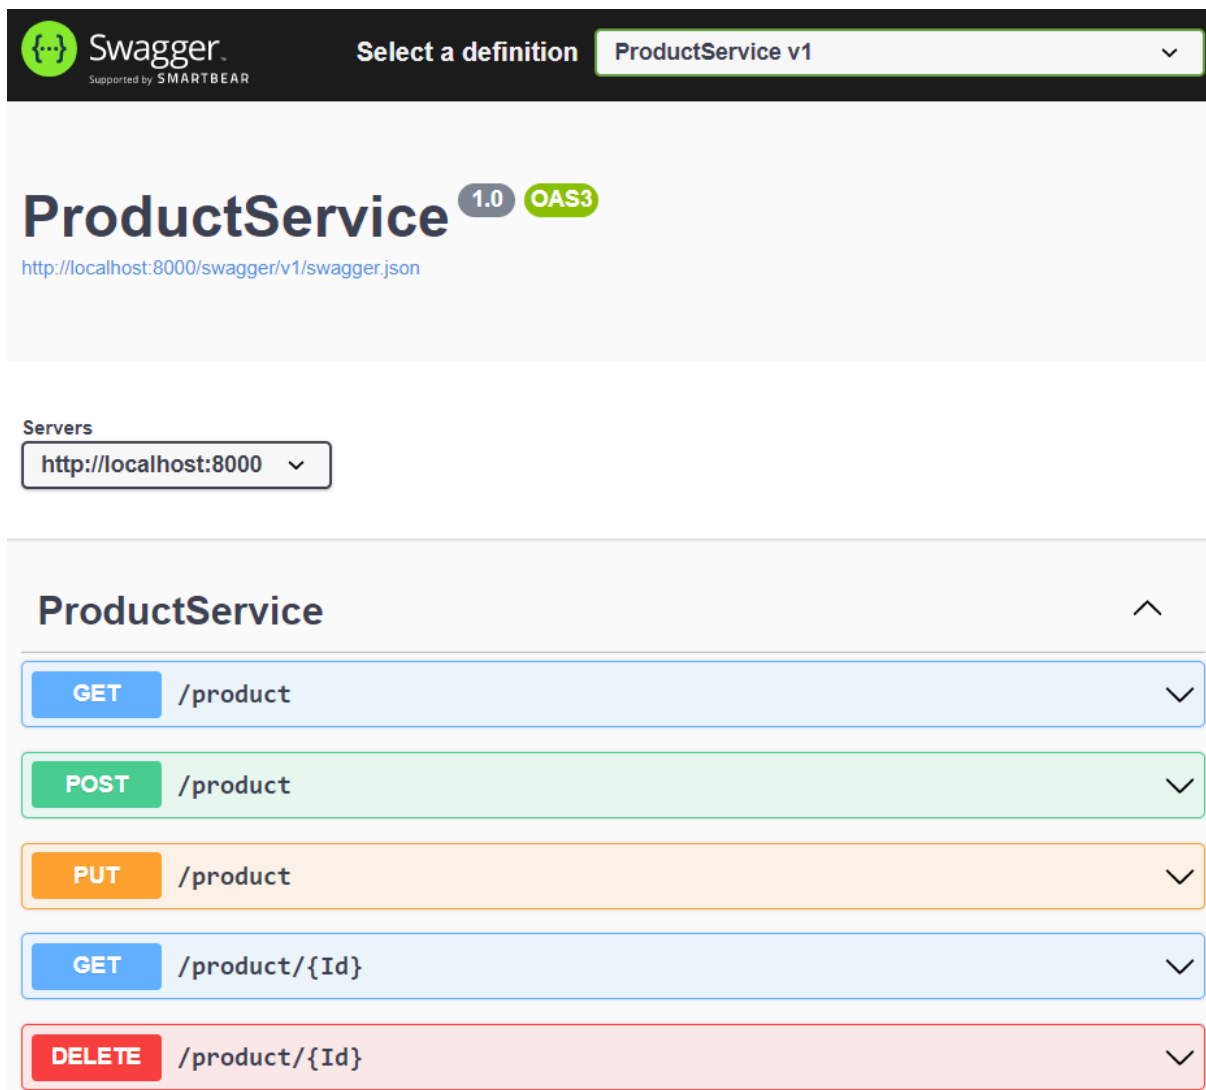 {...} Swagger™ Select a definition ProductService v1
Supported by SMARTBEAR
ProductService 1.0 OAS3
http://localhost:8000/swagger/v1/swagger.json
Servers
http://localhost:8000
ProductService
GET /product
POST /product
PUT /product
GET /product/{Id}
DELETE /product/{Id}